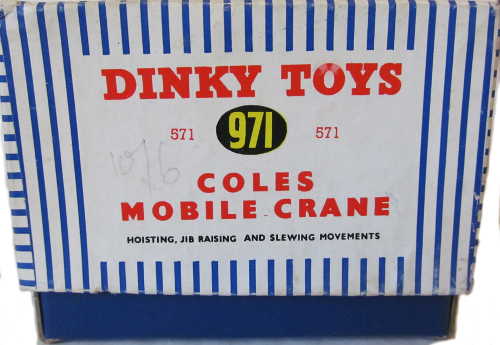 DINKY TOYS
571 971 571
10/6
COLES
MOBILE CRANE
HOISTING, JIB RAISING AND SLEWING MOVEMENTS